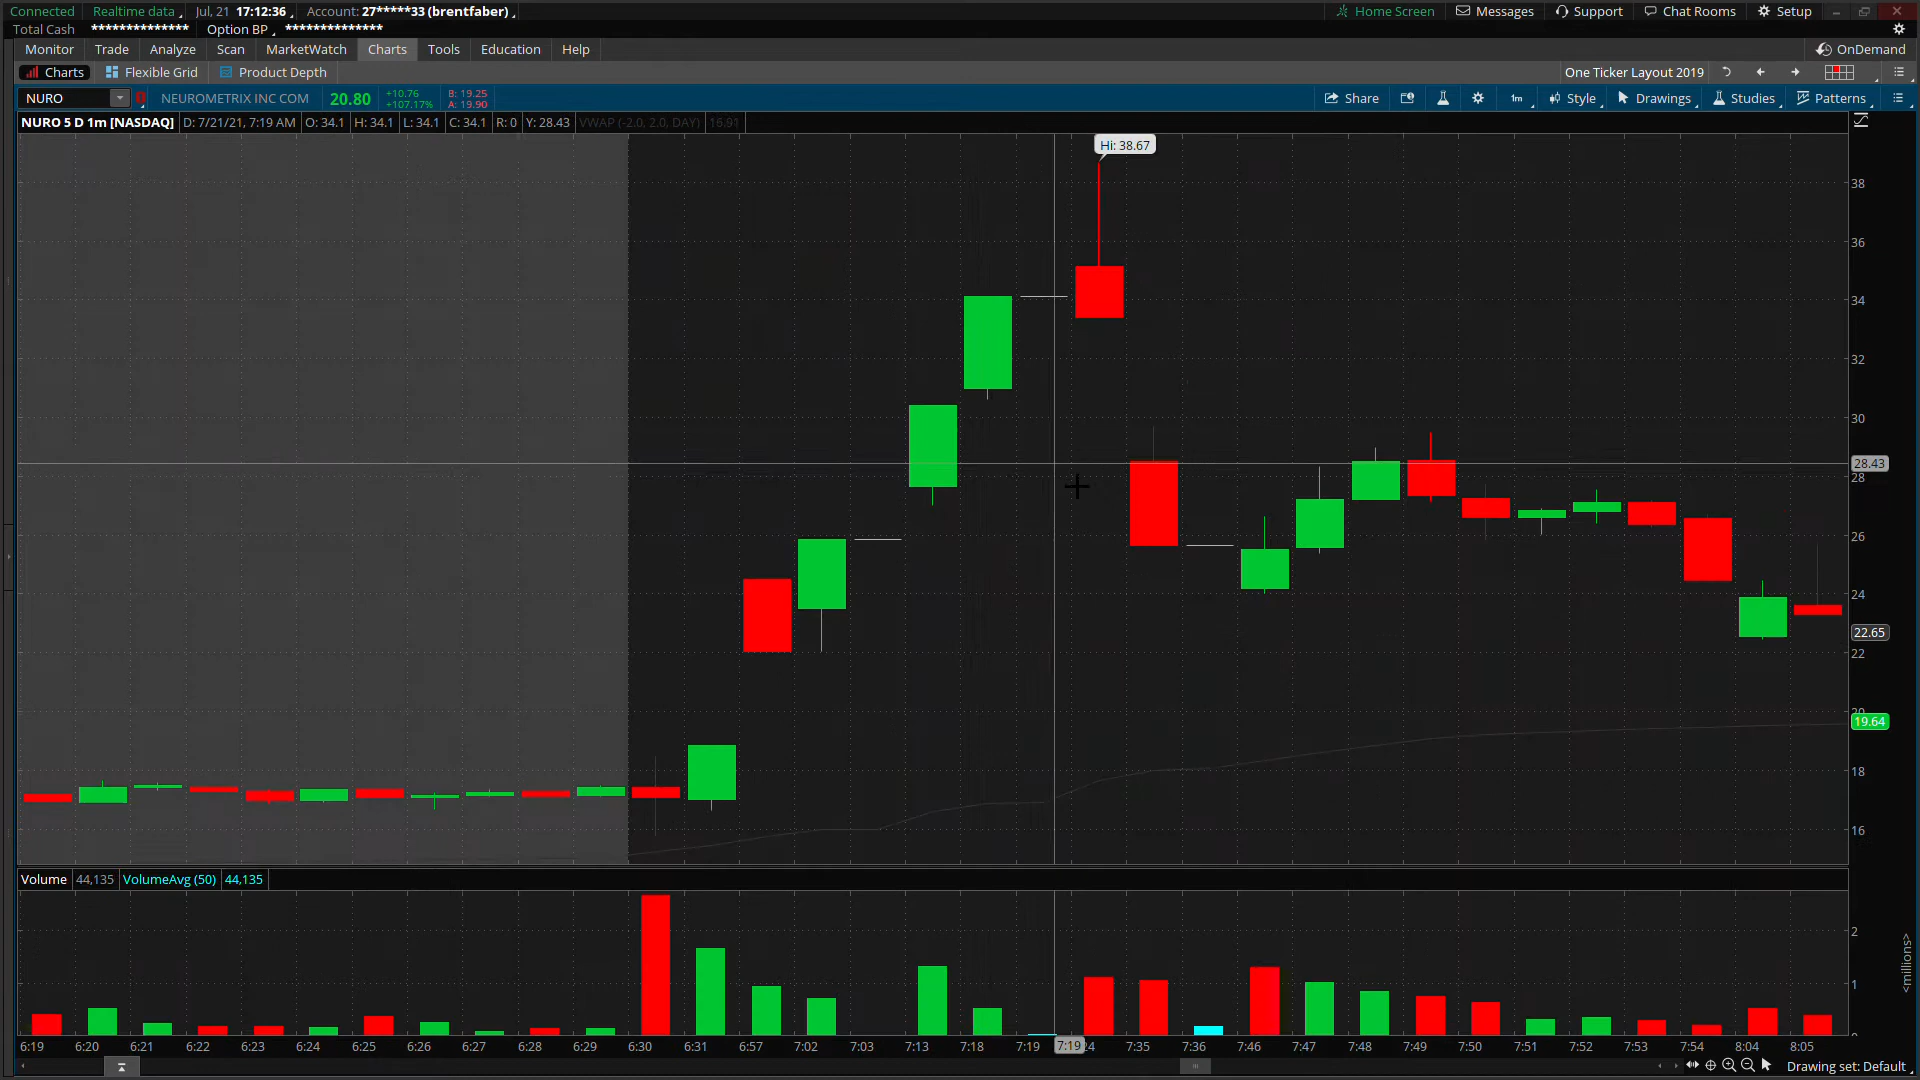 Connected Realtime data Jul, 21 17:12:36 Account: 27*****33 (brentfaber) Home Screen Messages Support Chat Rooms Setup
Total Cash ************** Option BP **************
Monitor Trade Analyze Scan MarketWatch Charts Tools Education Help OnDemand
Charts Flexible Grid Product Depth One Ticker Layout 2019
NURO NEUROMETRIX INC COM 20.80 +10.76 +107.17% B: 19.25 A: 19.90 Share 1m Style Drawings Studies Patterns
NURO 5 D 1m [NASDAQ] D: 7/21/21, 7:19 AM O: 34.1 H: 34.1 L: 34.1 C: 34.1 R: 0 Y: 28.43 VWAP (-2.0, 2.0, DAY) 16.91
Hi: 38.67
38
36
34
32
30
28.43
28
26
24
22.65
22
20
19.64
18
16
Volume 44,135 VolumeAvg (50) 44,135
2
1
0
<millions>
6:19 6:20 6:21 6:22 6:23 6:24 6:25 6:26 6:27 6:28 6:29 6:30 6:31 6:57 7:02 7:03 7:13 7:18 7:19 7:19 24 7:35 7:36 7:46 7:47 7:48 7:49 7:50 7:51 7:52 7:53 7:54 8:04 8:05
Drawing set: Default